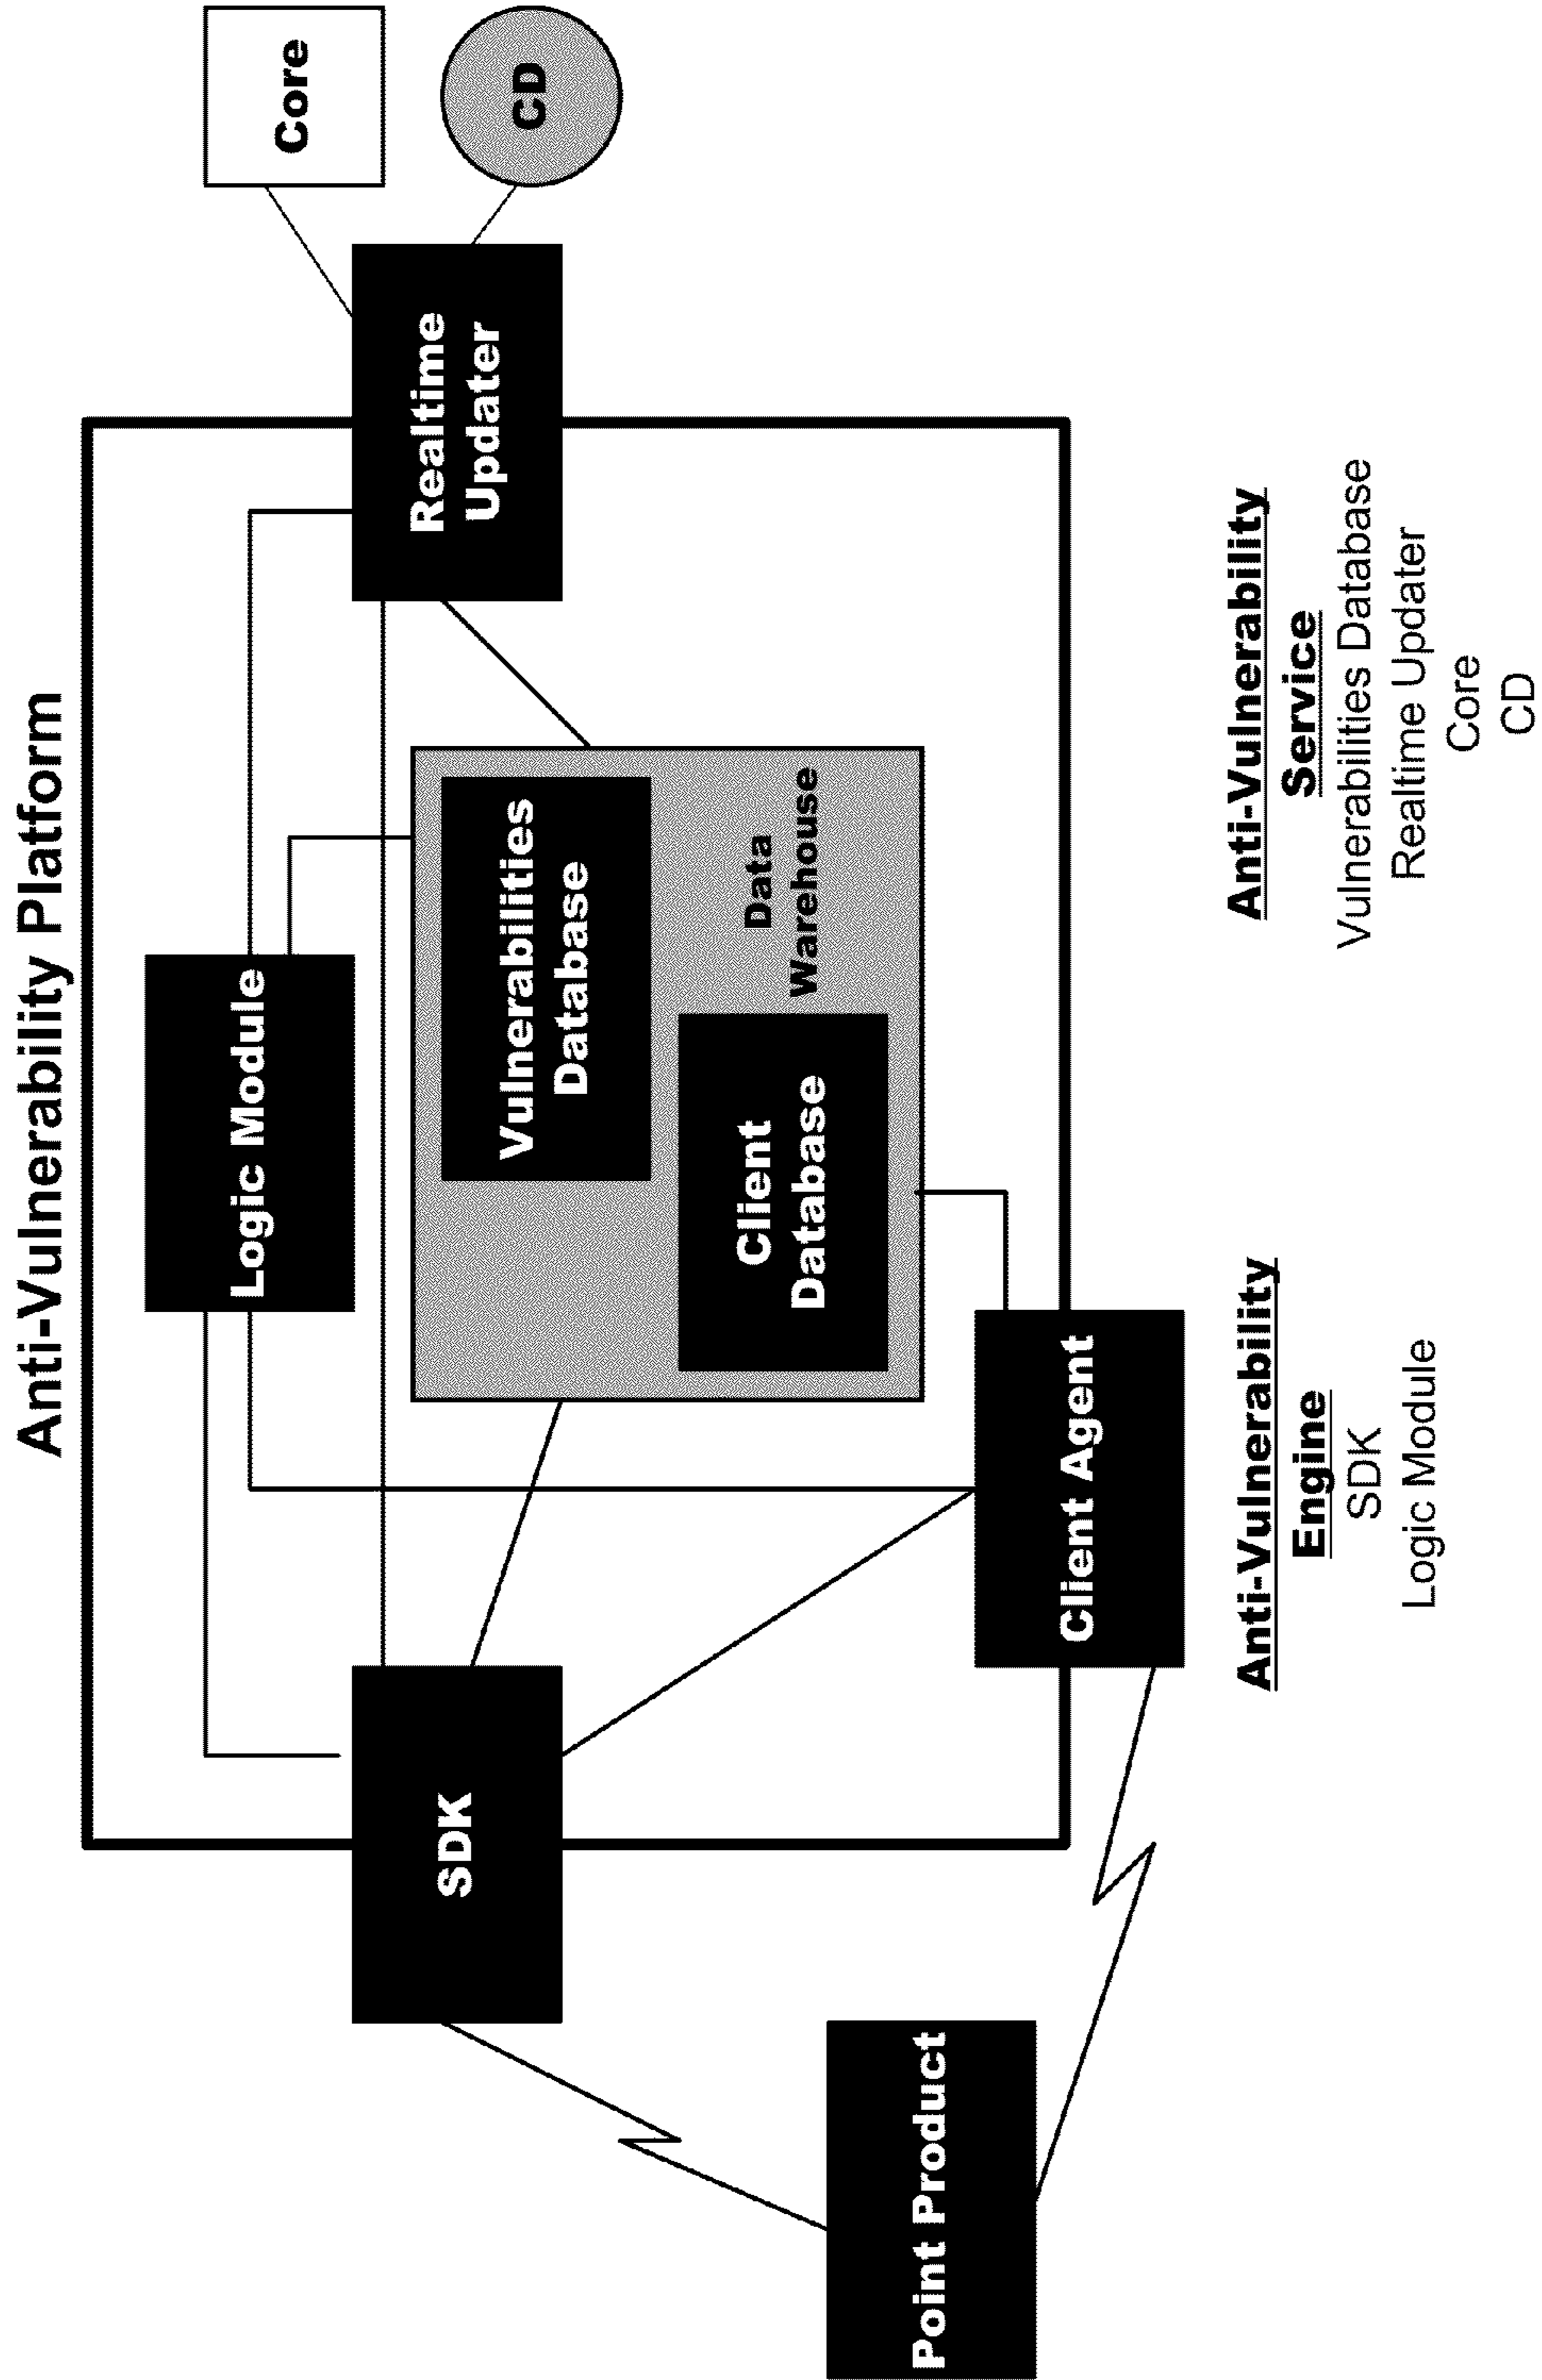 Anti-Vulnerability Platform
Logic Module
Core
CD
SDK
Realtime
Updater
Vulnerabilities
Database
Client
Database
Data
Warehouse
Client Agent
Point Product
Anti-Vulnerability
Engine
SDK
Logic Module
Anti-Vulnerability
Service
Vulnerabilities Database
Realtime Updater
Core
CD